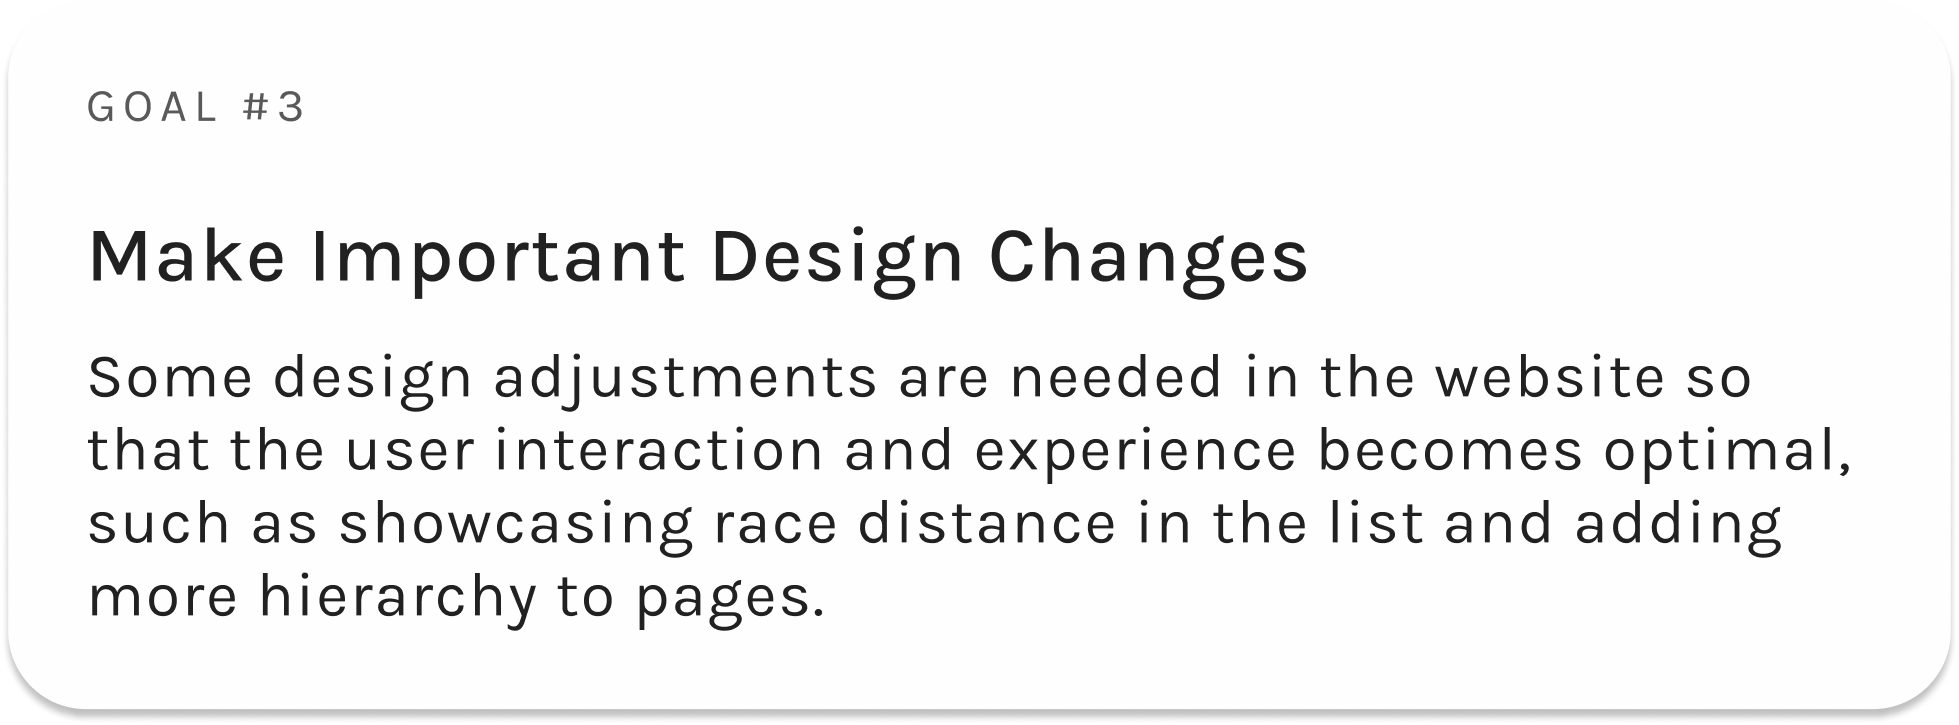 GOAL #3
Make Important Design Changes
Some design adjustments are needed in the website so
that the user interaction and experience becomes optimal,
such as showcasing race distance in the list and adding
more hierarchy to pages.